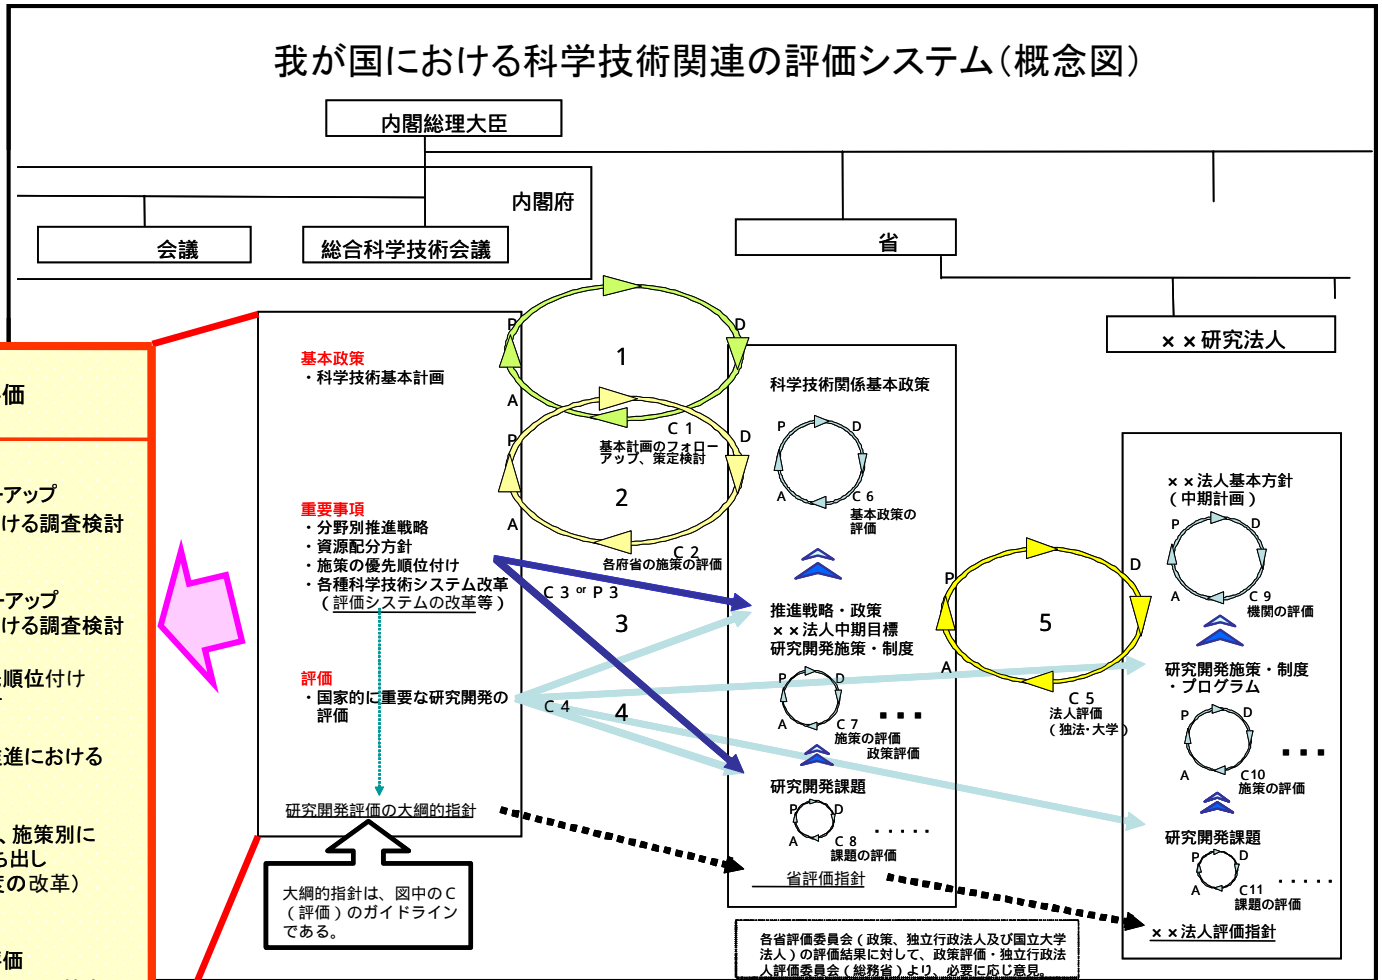 我が国における科学技術関連の評価システム（概念図）
内閣総理大臣
内閣府
会議
総合科学技術会議
省
××研究法人
基本政策
・科学技術基本計画
重要事項
・分野別推進戦略
・資源配分方針
・施策の優先順位付け
・各種科学技術システム改革
（評価システムの改革等）
評価
・国家的に重要な研究開発の
評価
研究開発評価の大綱的指針
大綱的指針は、図中のＣ
（評価）のガイドライン
である。
P
D
A
1
C 1
基本計画のフォロー
アップ、策定検討
P
D
A
2
C 2
各府省の施策の評価
C 3 or P 3
3
C 4
4
科学技術関係基本政策
P
D
A
C 6
基本政策の
評価
推進戦略・政策
××法人中期目標
研究開発施策・制度
P
D
A
C 7
施策の評価
政策評価
研究開発課題
P
D
A
C 8
課題の評価
省評価指針
P
D
A
5
C 5
法人評価
（独法・大学）
××法人基本方針
（中期計画）
P
D
A
C 9
機関の評価
研究開発施策・制度
・プログラム
P
D
A
C10
施策の評価
研究開発課題
P
D
A
C11
課題の評価
××法人評価指針
各省評価委員会（政策、独立行政法人及び国立大学
法人）の評価結果に対して、政策評価・独立行政法
人評価委員会（総務省）より、必要に応じ意見。
価
アップ
ける調査検討
アップ
ける調査検討
順位付け
進における
、施策別に
ち出し
度の改革）
評価